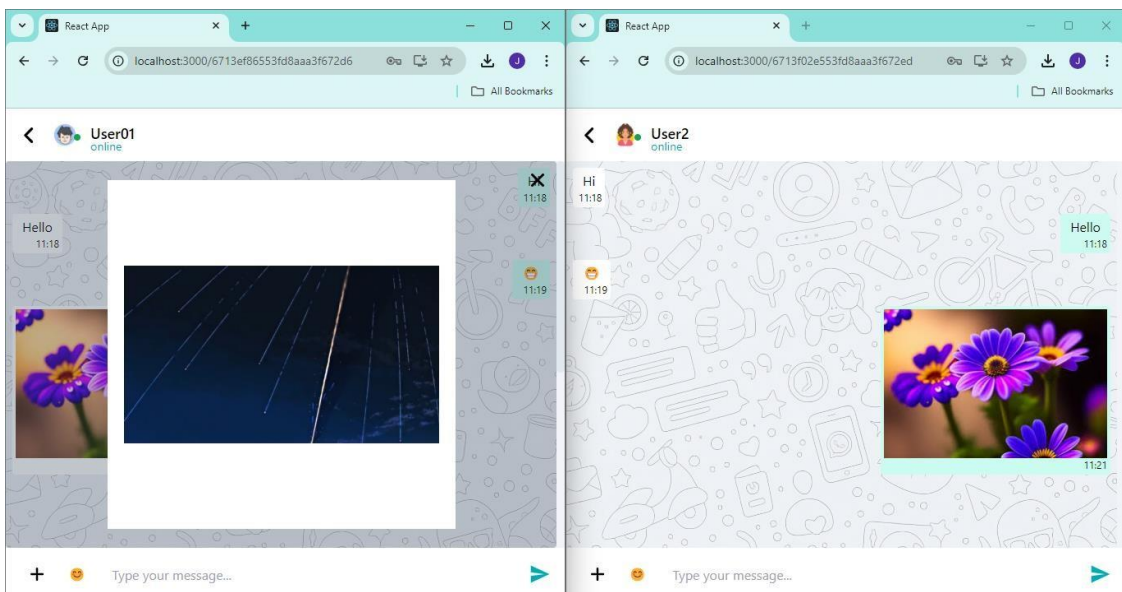 React App
localhost:3000/6713ef86553fd8aaa3f672d6
J
All Bookmarks
User01
online
11:18
Hello
11:18
11:19
Type your message...
React App
localhost:3000/6713f02e553fd8aaa3f672ed
J
All Bookmarks
User2
online
Hi
11:18
Hello
11:18
11:19
11:21
Type your message...